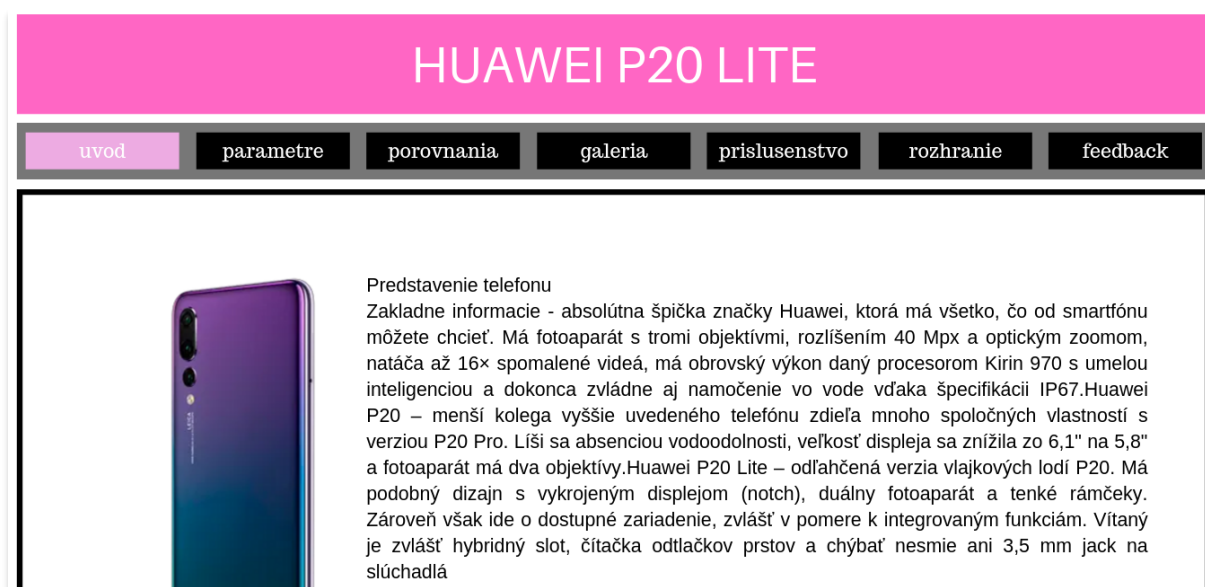 HUAWEI P20 LITE
uvod
parametre
porovnania
galeria
prislusenstvo
rozhranie
feedback
Predstavenie telefonu
Zakladne informacie - absolútna špička značky Huawei, ktorá má všetko, čo od smartfónu
môžete chcieť. Má fotoaparát s tromi objektívmi, rozlíšením 40 Mpx a optickým zoomom,
natáča až 16× spomalené videá, má obrovský výkon daný procesorom Kirin 970 s umelou
inteligenciou a dokonca zvládne aj namočenie vo vode vďaka špecifikácii IP67.Huawei
P20 – menší kolega vyššie uvedeného telefónu zdieľa mnoho spoločných vlastností s
verziou P20 Pro. Líši sa absenciou vodoodolnosti, veľkosť displeja sa znížila zo 6,1" na 5,8"
a fotoaparát má dva objektívy.Huawei P20 Lite – odľahčená verzia vlajkových lodí P20. Má
podobný dizajn s vykrojeným displejom (notch), duálny fotoaparát a tenké rámčeky.
Zároveň však ide o dostupné zariadenie, zvlášť v pomere k integrovaným funkciám. Vítaný
je zvlášť hybridný slot, čítačka odtlačkov prstov a chýbať nesmie ani 3,5 mm jack na
slúchadlá